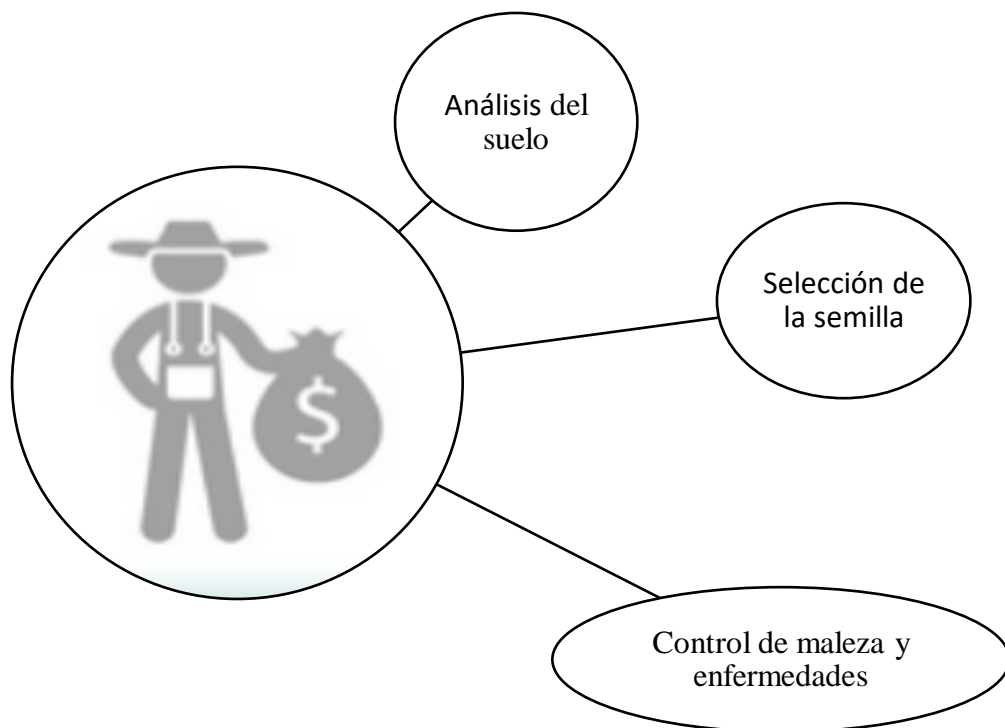 Análisis del
suelo
Selección de
la semilla
$
Control de maleza y
enfermedades